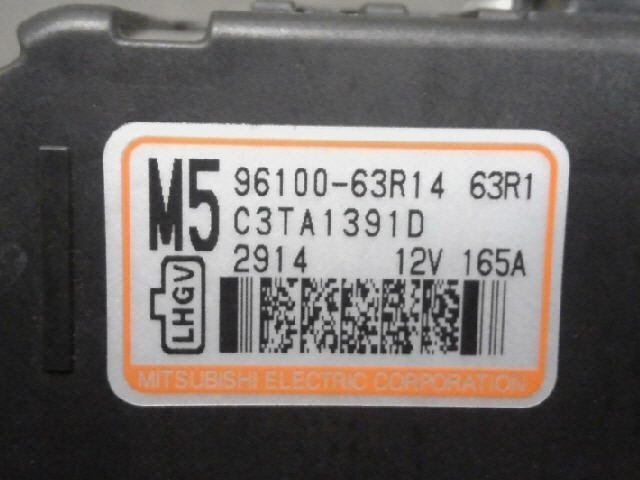 M5
96100-63R14 63R1
C3TA1391D
2914 12V 165A
LHGV
MITSUBISHI ELECTRIC CORPORATION